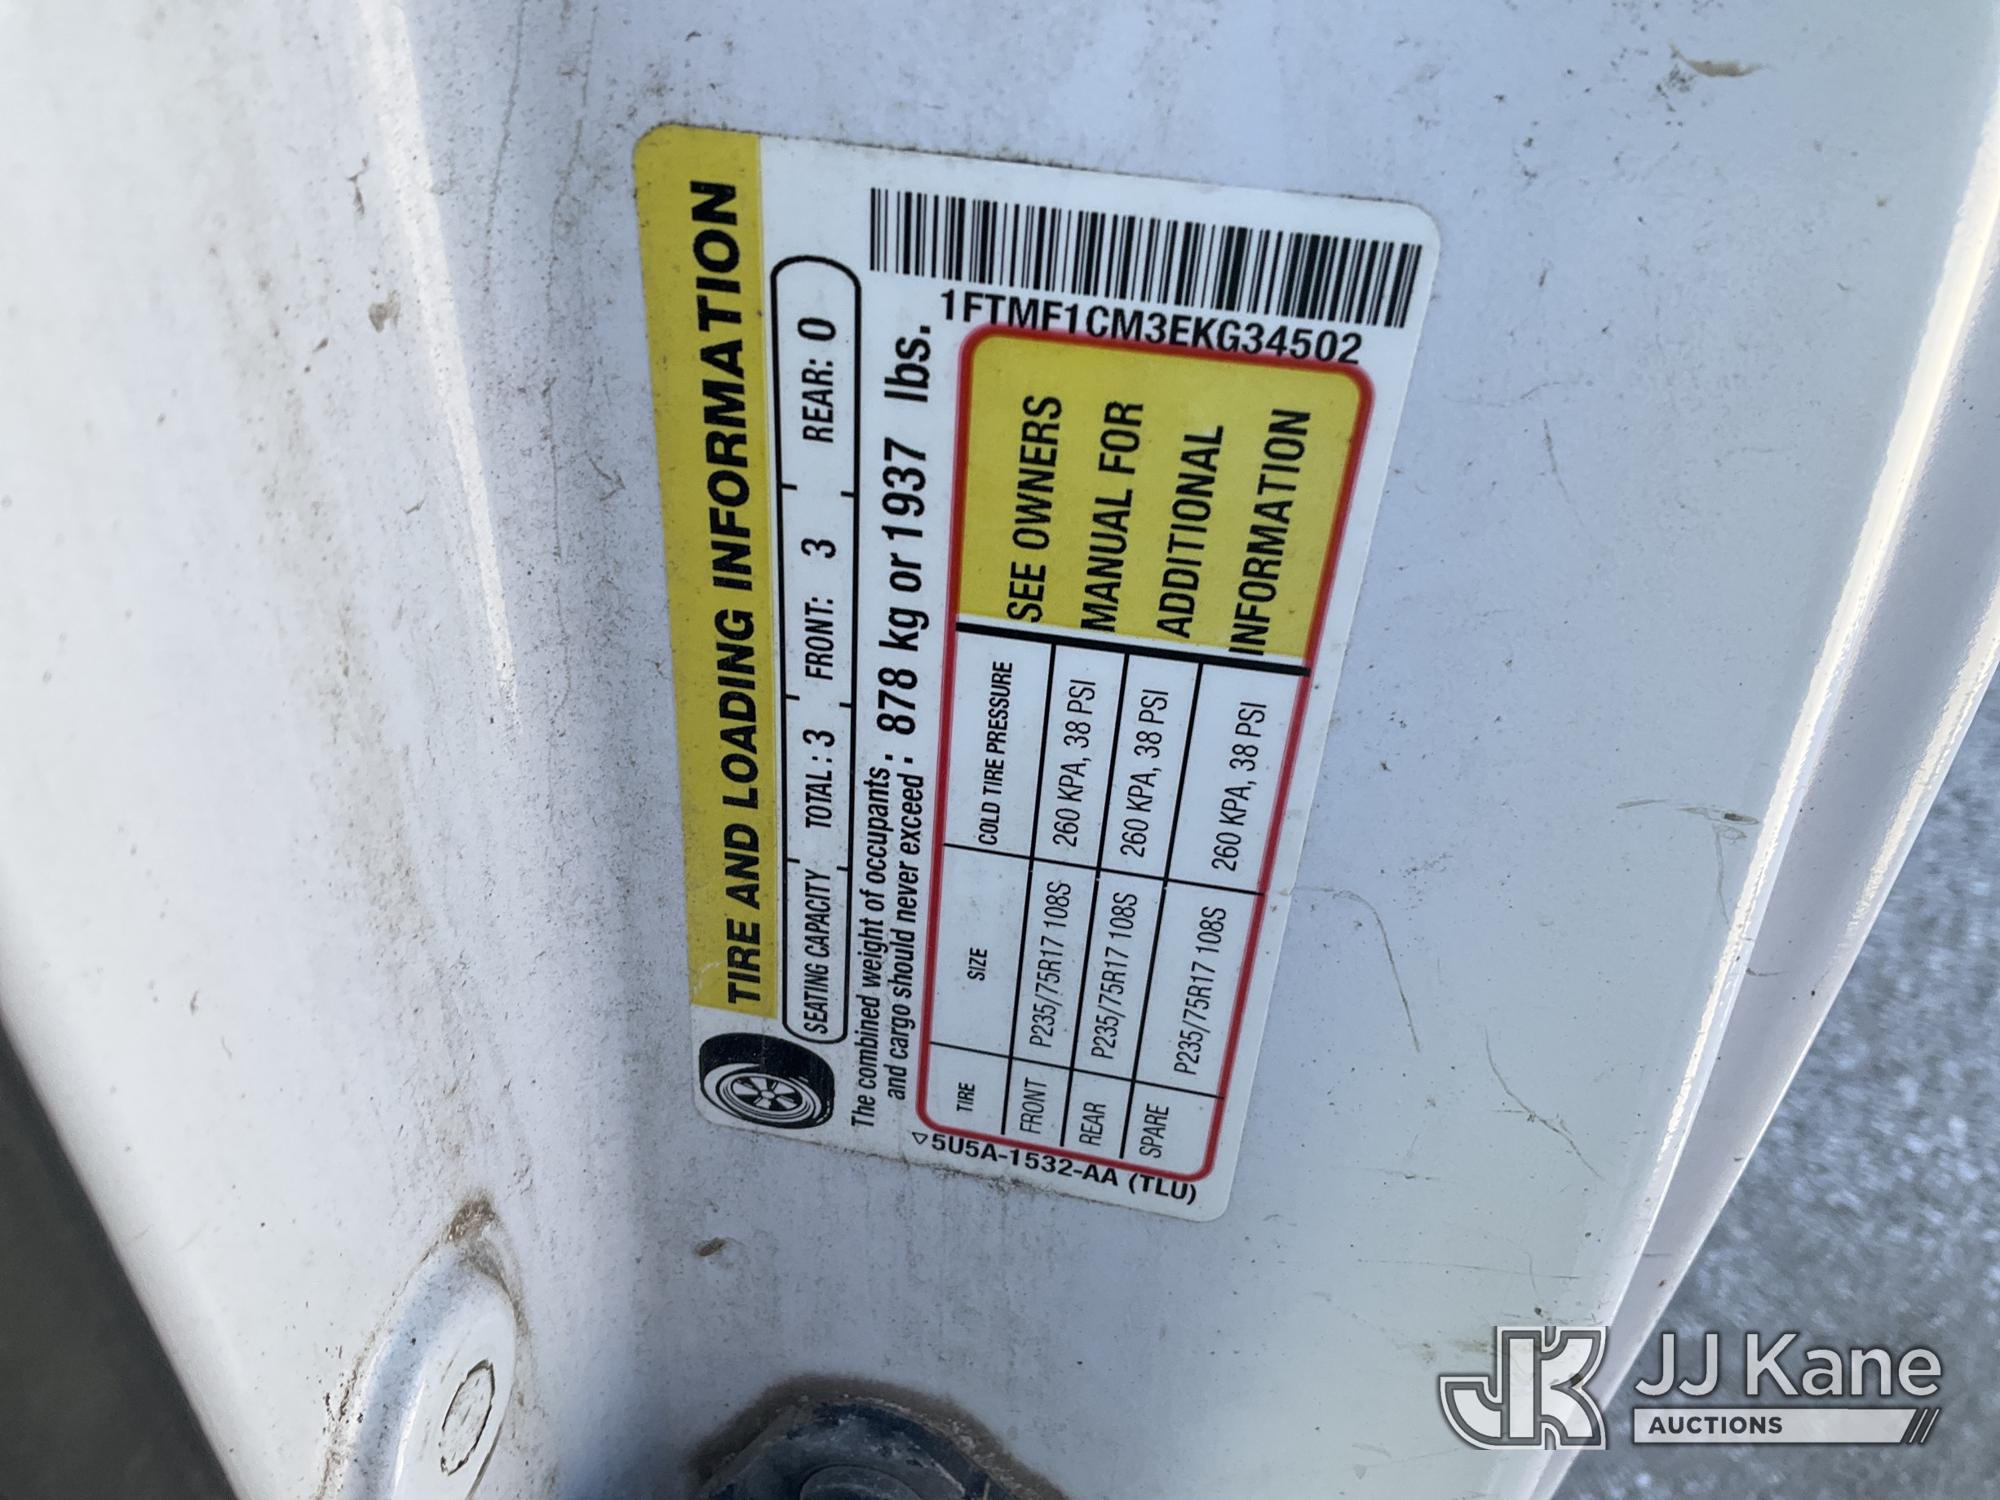 TIRE AND LOADING INFORMATION
SEATING CAPACITY TOTAL: 3 FRONT: 3 REAR: 0
The combined weight of occupants and cargo should never exceed: 878 kg or 1937 lbs.
TIRE SIZE COLD TIRE PRESSURE
FRONT P235/75R17 108S 260 KPA, 38 PSI
REAR P235/75R17 108S 260 KPA, 38 PSI
SPARE P235/75R17 108S 260 KPA, 38 PSI
SEE OWNERS
MANUAL FOR
ADDITIONAL
INFORMATION
1FTMF1CM3EKG34502
5U5A-1532-AA (TLU)
JK JJ Kane
AUCTIONS